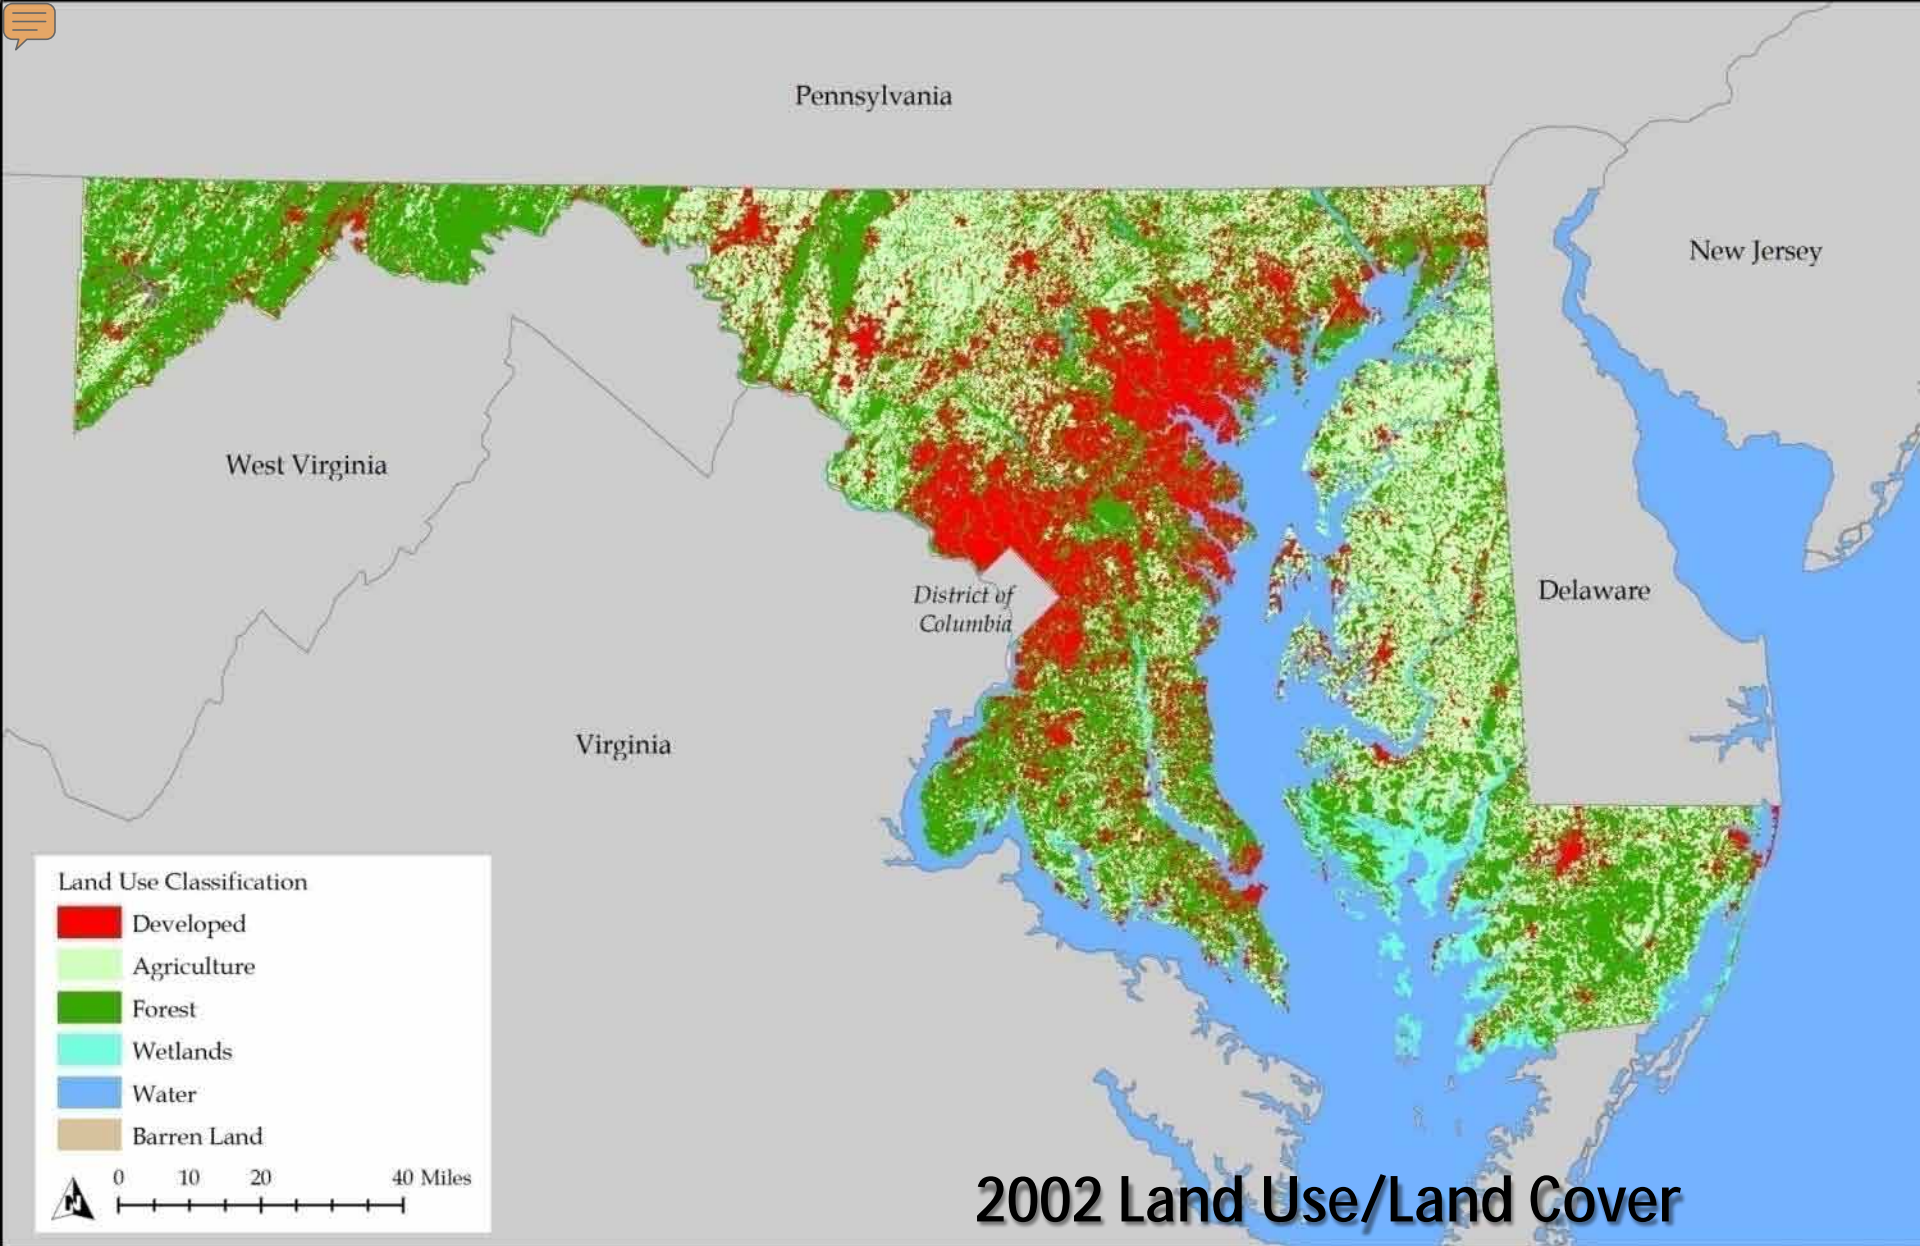 Pennsylvania
New Jersey
West Virginia
District of
Columbia
Delaware
Virginia
Land Use Classification
Developed
Agriculture
Forest
Wetlands
Water
Barren Land
0 10 20 40 Miles
N
2002 Land Use/Land Cover